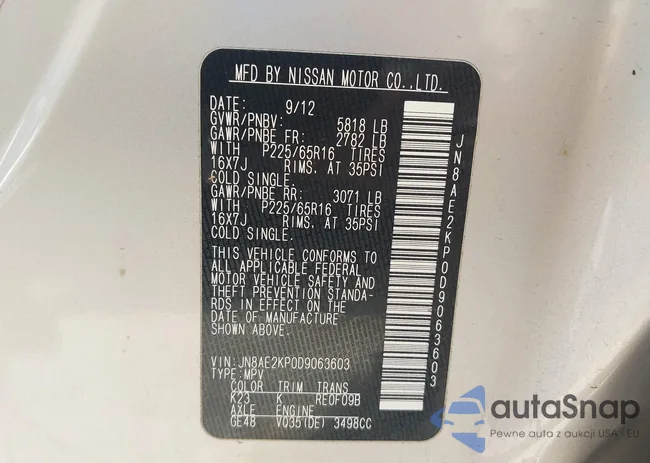 MFD BY NISSAN MOTOR CO.,LTD.
DATE: 9/12
GVWR/PNBV: 5818 LB
GAWR/PNBE FR: 2782 LB
WITH P225/65R16 TIRES
16X7J RIMS, AT 35PSI
COLD SINGLE.
GAWR/PNBE RR: 3071 LB
WITH P225/65R16 TIRES
16X7J RIMS, AT 35PSI
COLD SINGLE.
THIS VEHICLE CONFORMS TO
ALL APPLICABLE FEDERAL
MOTOR VEHICLE SAFETY AND
THEFT PREVENTION STANDA-
RDS IN EFFECT ON THE
DATE OF MANUFACTURE
SHOWN ABOVE.
VIN: JN8AE2KP0D9063603
TYPE: MPV
COLOR TRIM TRANS
K23 K RE0F09B
AXLE ENGINE
GE48 VQ35(DE) 3498CC
JN8AE2KP0D9063603
autoSnap
Pewne auta z aukcji USA i EU